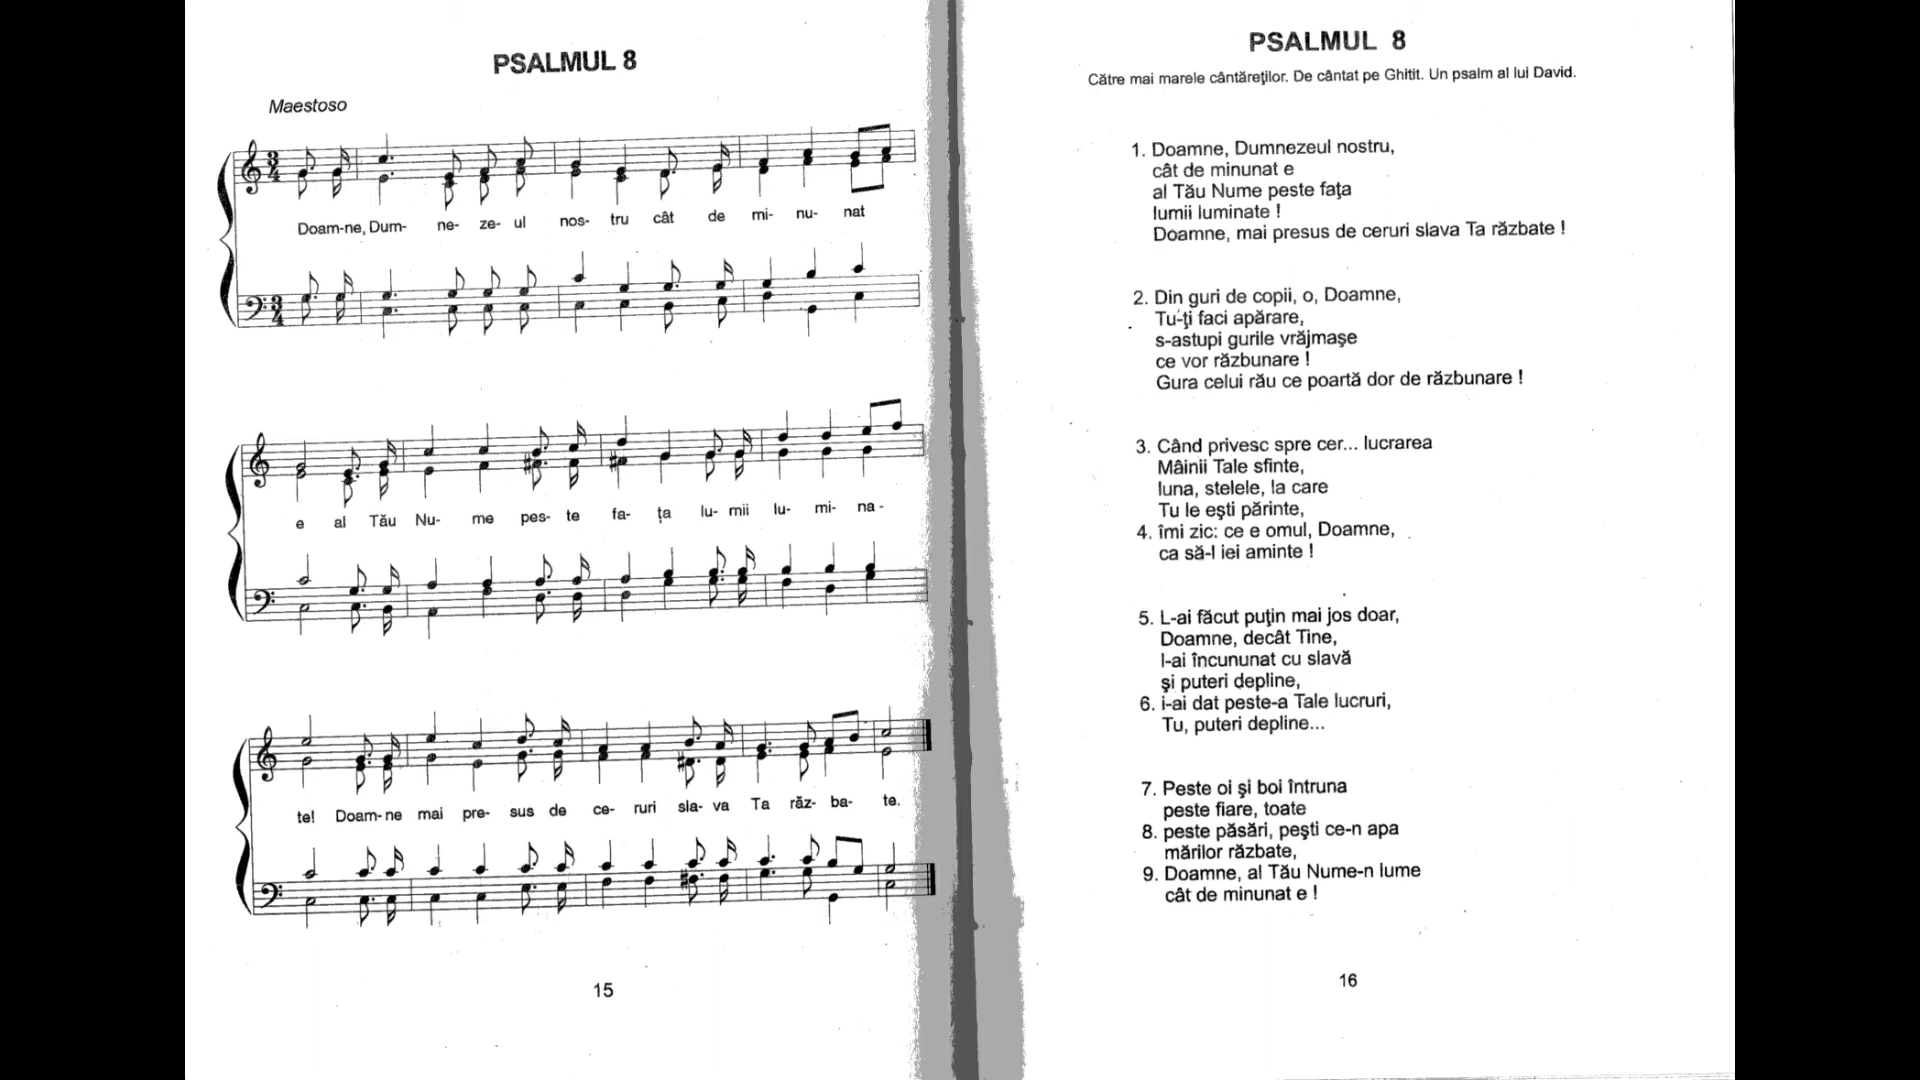 PSALMUL 8
Maestoso
Doam-ne, Dum- ne- ze- ul nos- tru cât de mi- nu- nat
e al Tău Nu- me pes- te fa- ța lu- mii lu- mi- na-
te! Doam- ne mai pre- sus de ce- ruri sla- va Ta răz- ba- te.
15
PSALMUL 8
Către mai marele cântăreţilor. De cântat pe Ghitit. Un psalm al lui David.
1. Doamne, Dumnezeul nostru,
cât de minunat e
al Tău Nume peste faţa
lumii luminate !
Doamne, mai presus de ceruri slava Ta răzbate !
2. Din guri de copii, o, Doamne,
Tu-ţi faci apărare,
s-astupi gurile vrăjmaşe
ce vor răzbunare !
Gura celui rău ce poartă dor de răzbunare !
3. Când privesc spre cer... lucrarea
Mâinii Tale sfinte,
luna, stelele, la care
Tu le eşti părinte,
4. îmi zic: ce e omul, Doamne,
ca să-l iei aminte !
5. L-ai făcut puţin mai jos doar,
Doamne, decât Tine,
l-ai încununat cu slavă
şi puteri depline,
6. i-ai dat peste-a Tale lucruri,
Tu, puteri depline...
7. Peste oi şi boi întruna
peste fiare, toate
8. peste păsări, peşti ce-n apa
mărilor răzbate,
9. Doamne, al Tău Nume-n lume
cât de minunat e !
16